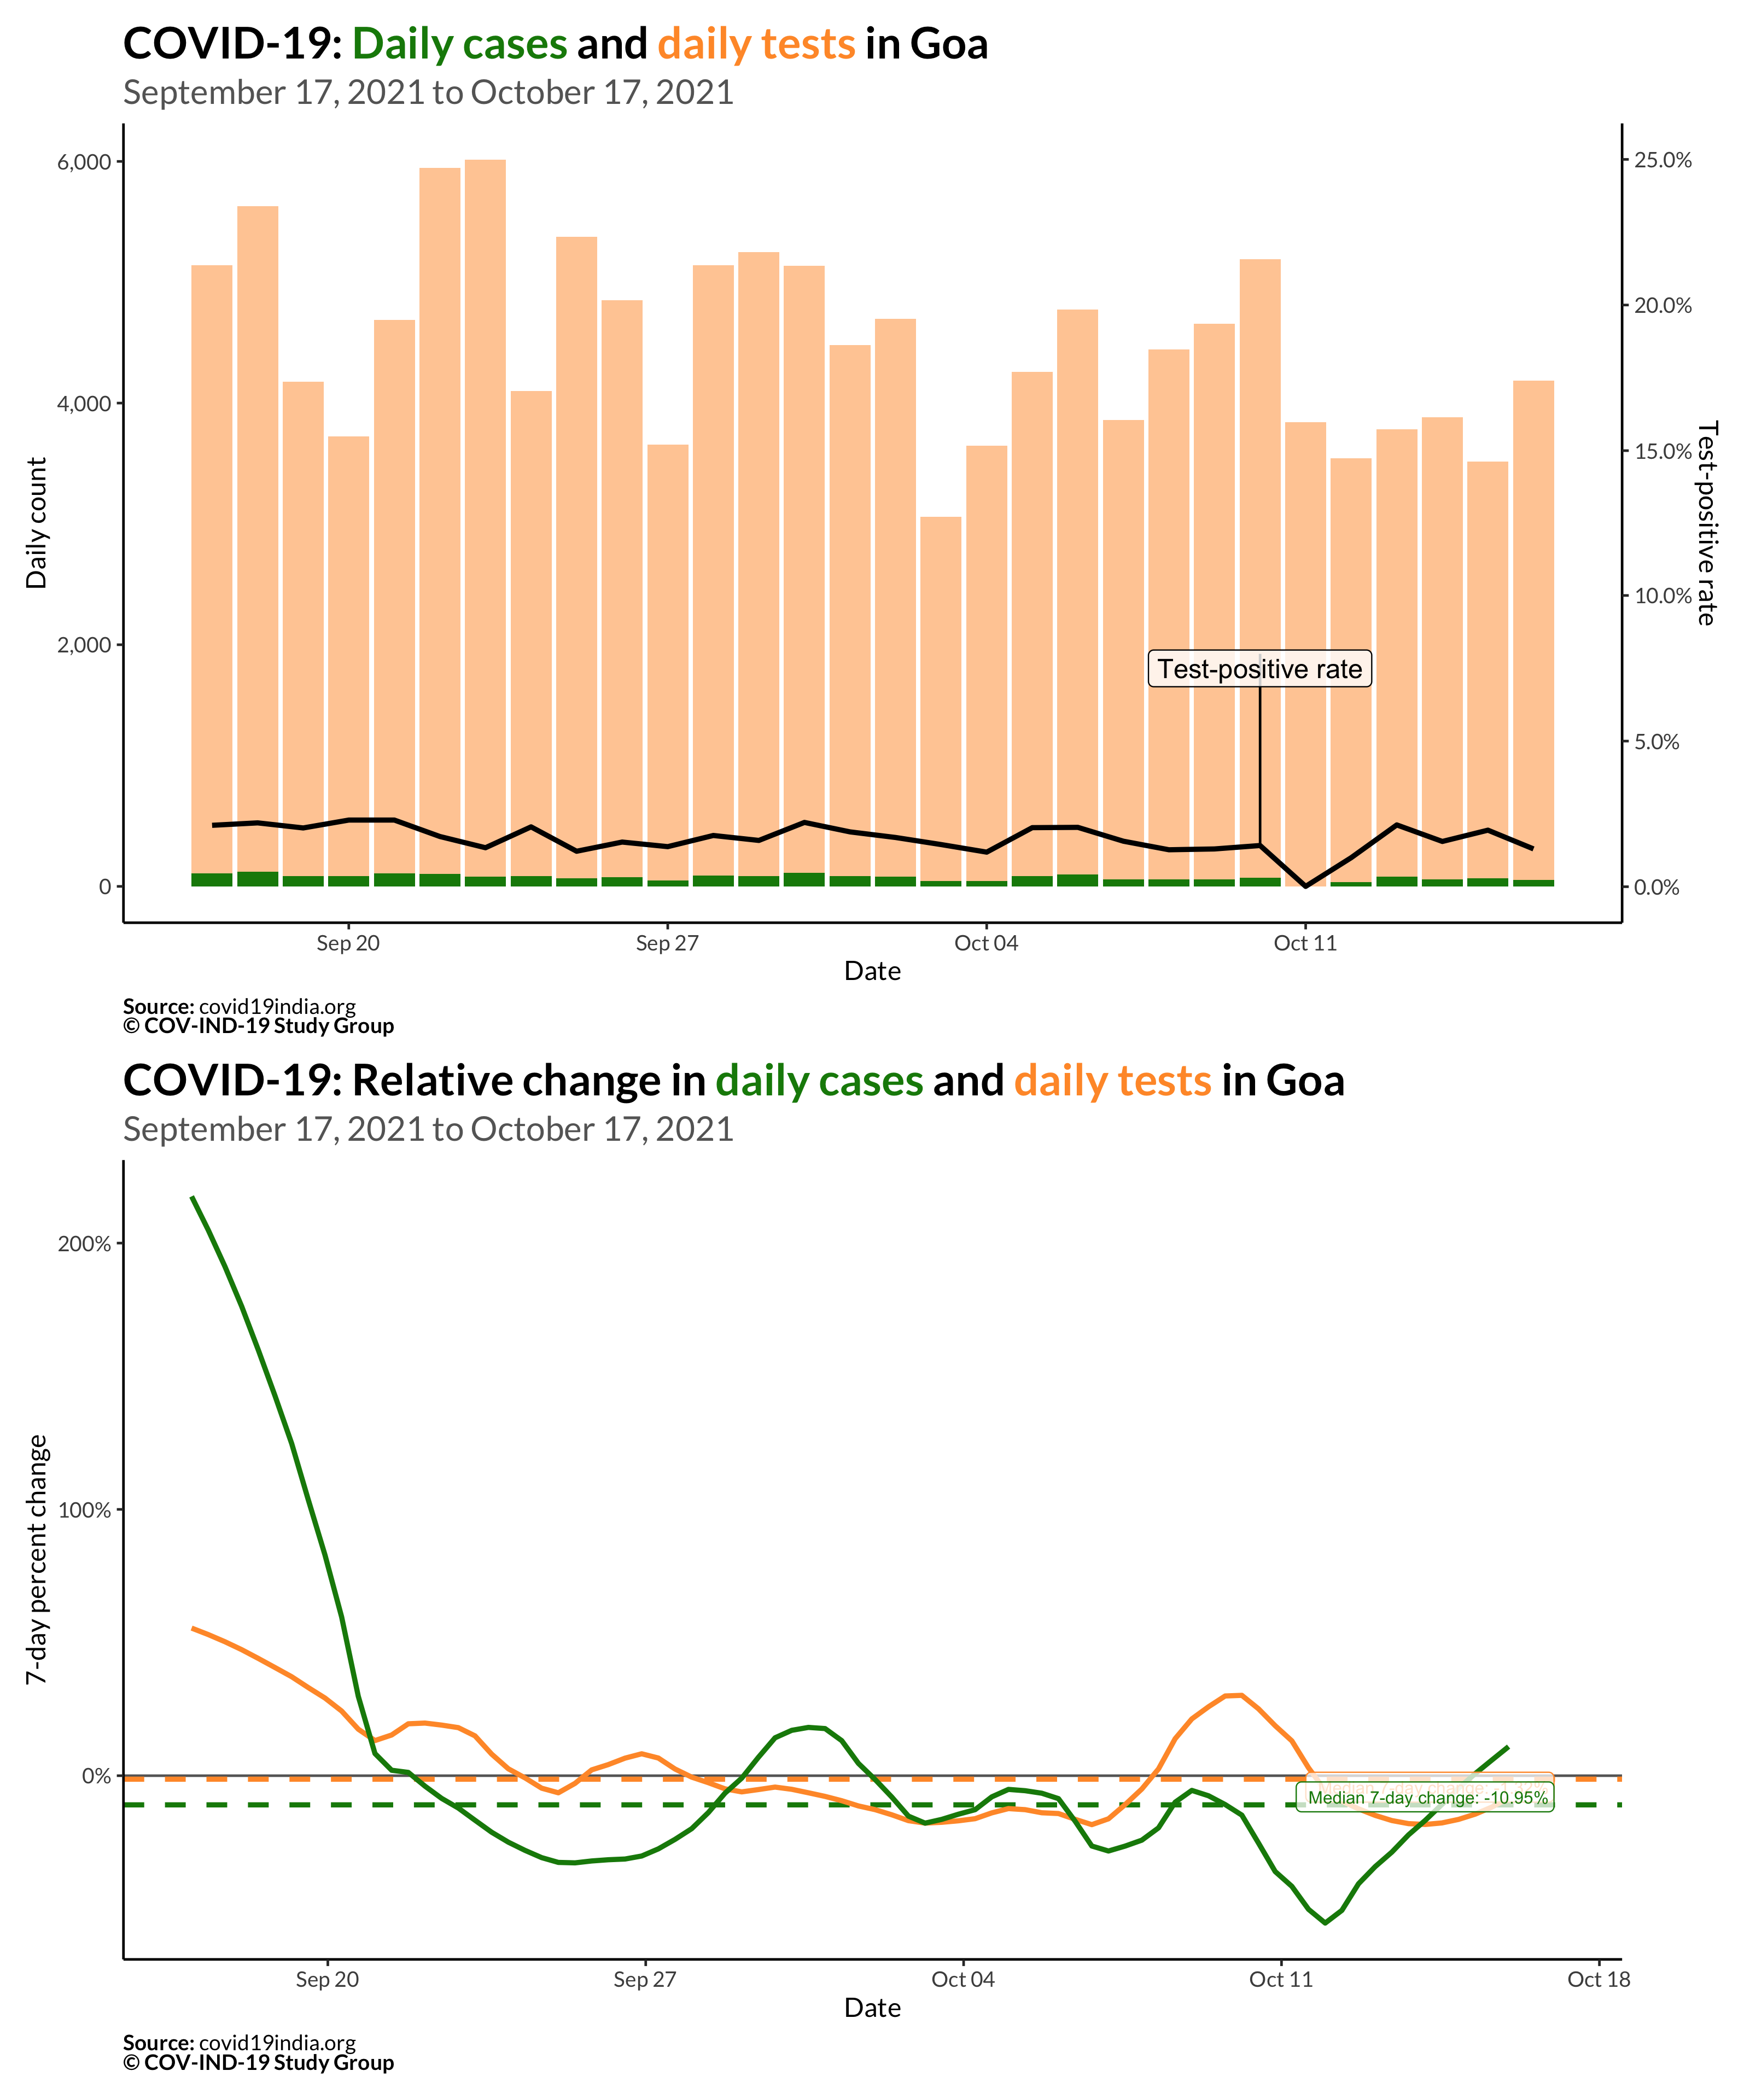 COVID-19: Daily cases and daily tests in Goa
September 17, 2021 to October 17, 2021
6,000
4,000
2,000
0
Daily count
25.0%
20.0%
15.0%
10.0%
5.0%
0.0%
Test-positive rate
Test-positive rate
Sep 20
Sep 27
Oct 04
Oct 11
Date
Source: covid19india.org
© COV-IND-19 Study Group
COVID-19: Relative change in daily cases and daily tests in Goa
September 17, 2021 to October 17, 2021
200%
100%
0%
7-day percent change
Median 7-day change:
Median 7-day change: -10.95%
Sep 20
Sep 27
Oct 04
Oct 11
Oct 18
Date
Source: covid19india.org
© COV-IND-19 Study Group